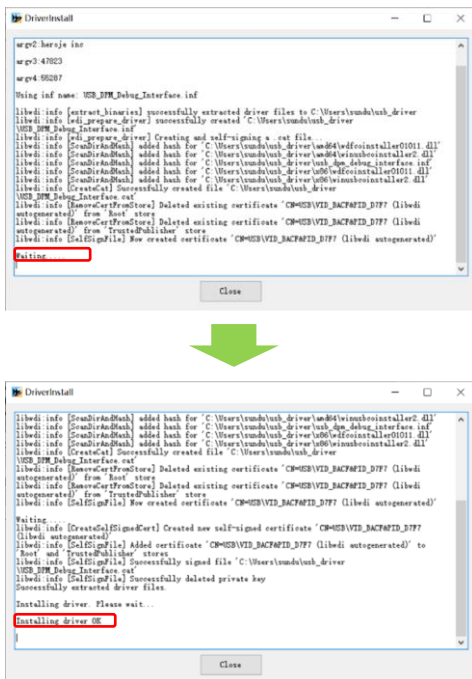 DriverInstall
argv2:heroje inc
argv3:47823
argv4:55287
Using inf name: USB_DPM_Debug_Interface.inf
libwdi:info [extract_binaries] successfully extracted driver files to C:\Users\sundu\usb_driver
libwdi:info [wdi_prepare_driver] successfully created 'C:\Users\sundu\usb_driver
\USB_DPM_Debug_Interface.inf'
libwdi:info [wdi_prepare_driver] Creating and self-signing a .cat file...
libwdi:info [ScanDirAndHash] added hash for 'C:\Users\sundu\usb_driver\amd64\wdfcoinstaller01011.dll'
libwdi:info [ScanDirAndHash] added hash for 'C:\Users\sundu\usb_driver\amd64\winusbcoinstaller2.dll'
libwdi:info [ScanDirAndHash] added hash for 'C:\Users\sundu\usb_driver\usb_dpm_debug_interface.inf'
libwdi:info [ScanDirAndHash] added hash for 'C:\Users\sundu\usb_driver\x86\wdfcoinstaller01011.dll'
libwdi:info [ScanDirAndHash] added hash for 'C:\Users\sundu\usb_driver\x86\winusbcoinstaller2.dll'
libwdi:info [CreateCat] Successfully created file 'C:\Users\sundu\usb_driver
\USB_DPM_Debug_Interface.cat'
libwdi:info [RemoveCertFromStore] Deleted existing certificate 'CN=USB\VID_BACF&PID_D7F7 (libwdi
autogenerated)' from 'Root' store
libwdi:info [RemoveCertFromStore] Deleted existing certificate 'CN=USB\VID_BACF&PID_D7F7 (libwdi
autogenerated)' from 'TrustedPublisher' store
libwdi:info [SelfSignFile] New created certificate 'CN=USB\VID_BACF&PID_D7F7 (libwdi autogenerated)'
Waiting.....
Close
DriverInstall
libwdi:info [ScanDirAndHash] added hash for 'C:\Users\sundu\usb_driver\amd64\winusbcoinstaller2.dll'
libwdi:info [ScanDirAndHash] added hash for 'C:\Users\sundu\usb_driver\usb_dpm_debug_interface.inf'
libwdi:info [ScanDirAndHash] added hash for 'C:\Users\sundu\usb_driver\x86\wdfcoinstaller01011.dll'
libwdi:info [ScanDirAndHash] added hash for 'C:\Users\sundu\usb_driver\x86\winusbcoinstaller2.dll'
libwdi:info [CreateCat] Successfully created file 'C:\Users\sundu\usb_driver
\USB_DPM_Debug_Interface.cat'
libwdi:info [RemoveCertFromStore] Deleted existing certificate 'CN=USB\VID_BACF&PID_D7F7 (libwdi
autogenerated)' from 'Root' store
libwdi:info [RemoveCertFromStore] Deleted existing certificate 'CN=USB\VID_BACF&PID_D7F7 (libwdi
autogenerated)' from 'TrustedPublisher' store
libwdi:info [SelfSignFile] New created certificate 'CN=USB\VID_BACF&PID_D7F7 (libwdi autogenerated)'
Waiting.....
libwdi:info [CreateSelfSignedCert] Created new self-signed certificate 'CN=USB\VID_BACF&PID_D7F7
(libwdi autogenerated)'
libwdi:info [SelfSignFile] Added certificate 'CN=USB\VID_BACF&PID_D7F7 (libwdi autogenerated)' to
'Root' and 'TrustedPublisher' stores
libwdi:info [SelfSignFile] Successfully signed file 'C:\Users\sundu\usb_driver
\USB_DPM_Debug_Interface.cat'
libwdi:info [SelfSignFile] Successfully deleted private key
Successfully extracted driver files.
Installing driver. Please wait...
Installing driver OK
Close